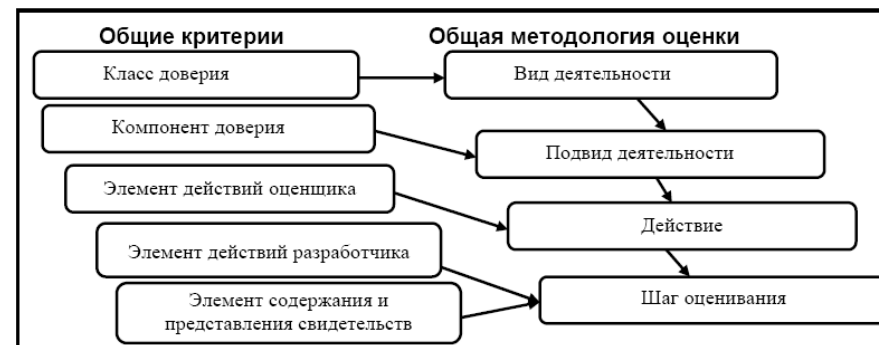 Общие критерии
Общая методология оценки
Класс доверия
Вид деятельности
Компонент доверия
Подвид деятельности
Элемент действий оценщика
Действие
Элемент действий разработчика
Элемент содержания и
представления свидетельств
Шаг оценивания